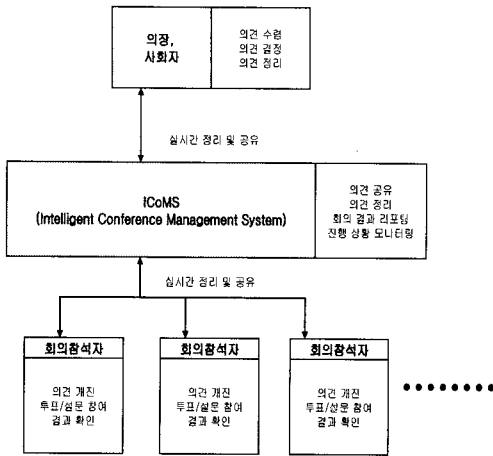 의장,
사회자
의견 수렴
의견 결정
의견 정리
실시간 정리 및 공유
ICoMS
(Intelligent Conference Management System)
의견 공유
의견 정리
회의 결과 리포팅
진행 상황 모니터링
실시간 정리 및 공유
회의참석자
의견 개진
투표/설문 참여
결과 확인
회의참석자
의견 개진
투표/설문 참여
결과 확인
회의참석자
의견 개진
투표/설문 참여
결과 확인